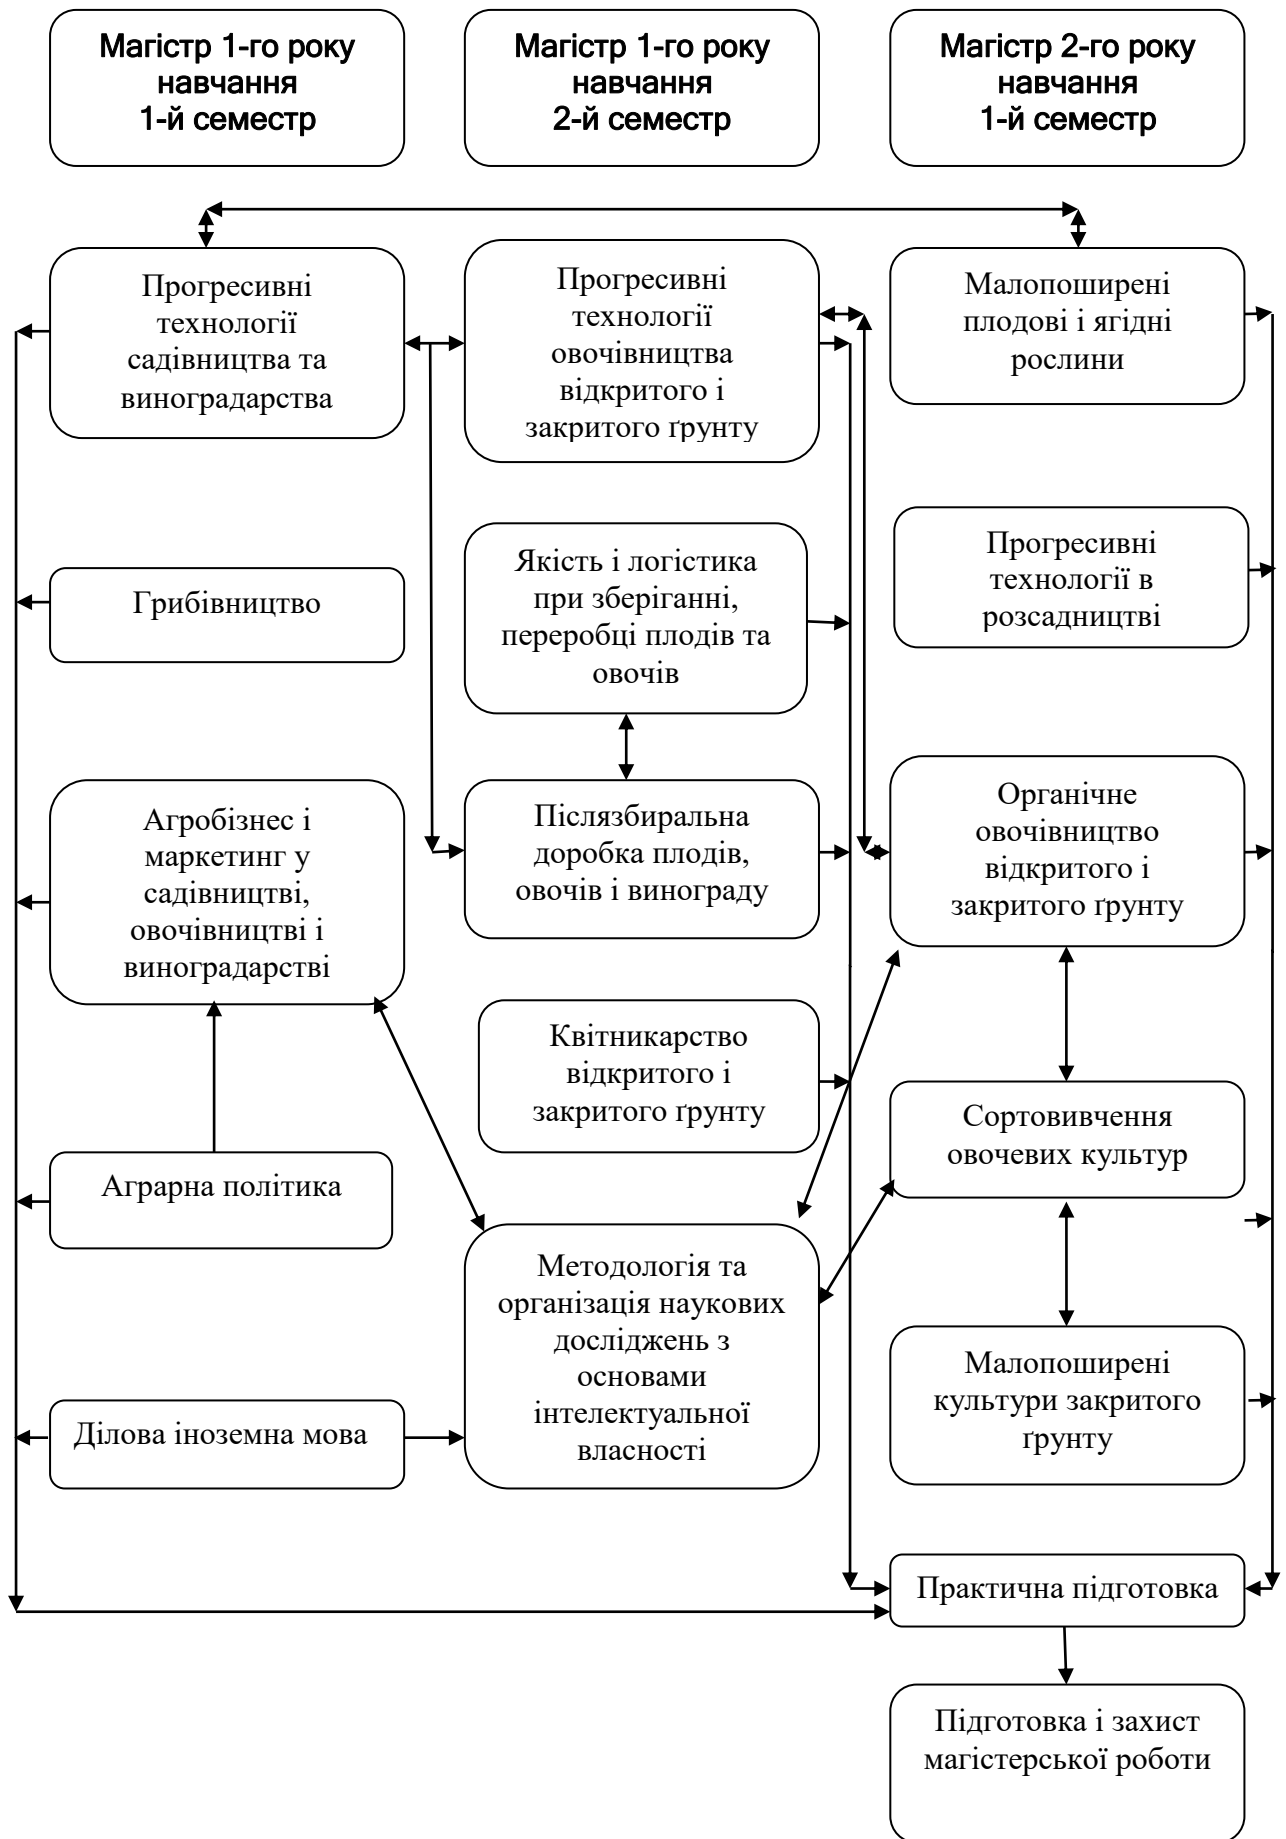 Магістр 1-го року
навчання
1-й семестр
Магістр 1-го року
навчання
2-й семестр
Магістр 2-го року
навчання
1-й семестр
Прогресивні
технології
садівництва та
виноградарства
Прогресивні
технології
овочівництва
відкритого і
закритого ґрунту
Малопоширені
плодові і ягідні
рослини
Грибівництво
Якість і логістика
при зберіганні,
переробці плодів та
овочів
Прогресивні
технології в
розсадництві
Агробізнес і
маркетинг у
садівництві,
овочівництві і
виноградарстві
Післязбиральна
доробка плодів,
овочів і винограду
Органічне
овочівництво
відкритого і
закритого ґрунту
Квітникарство
відкритого і
закритого ґрунту
Аграрна політика
Сортовивчення
овочевих культур
Методологія та
організація наукових
досліджень з
основами
інтелектуальної
власності
Малопоширені
культури закритого
ґрунту
Ділова іноземна мова
Практична підготовка
Підготовка і захист
магістерської роботи